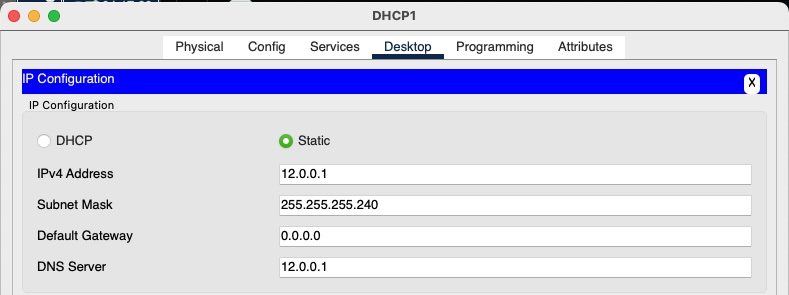 DHCP1
Physical Config Services Desktop Programming Attributes
IP Configuration X
IP Configuration
DHCP Static
IPv4 Address 12.0.0.1
Subnet Mask 255.255.255.240
Default Gateway 0.0.0.0
DNS Server 12.0.0.1